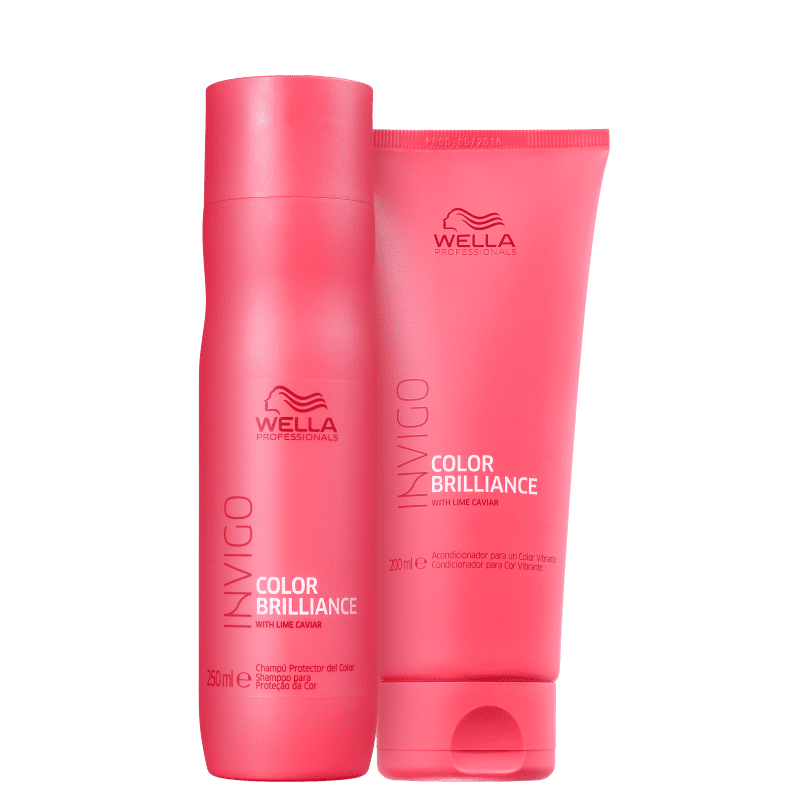 WELLA
PROFESSIONALS
INVIGO
COLOR
BRILLIANCE
WITH LIME CAVIAR
250 ml e
Champú Protector del Color
Shampoo para
Proteção da Cor
WELLA
PROFESSIONALS
INVIGO
COLOR
BRILLIANCE
WITH LIME CAVIAR
200 ml e
Acondicionador para un Color Vibrante
Condicionador para Cor Vibrante